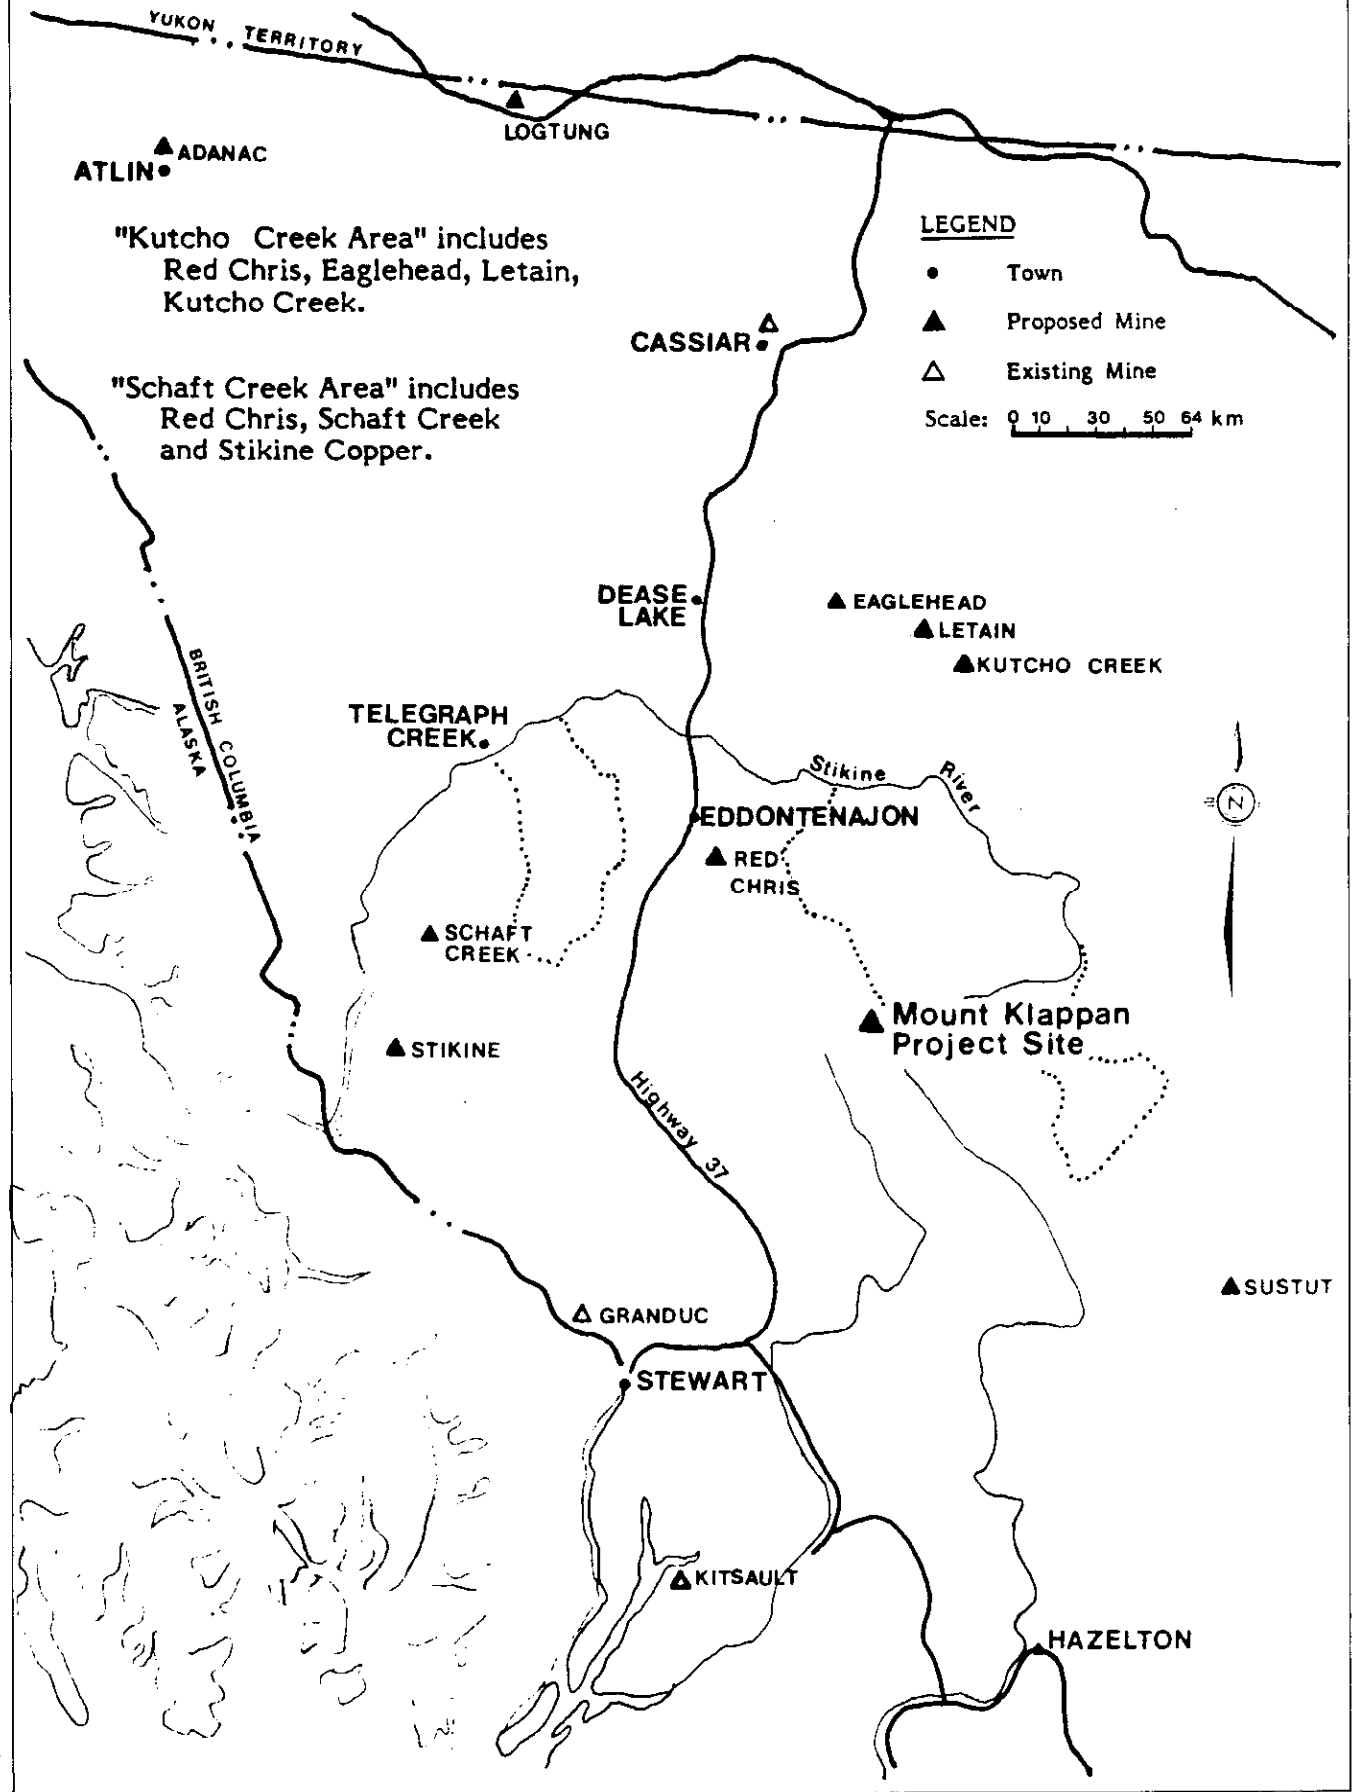 YUKON TERRITORY
LOGTUNG
ADANAC
ATLIN
"Kutcho Creek Area" includes
Red Chris, Eaglehead, Letain,
Kutcho Creek.
LEGEND
Town
Proposed Mine
Existing Mine
Scale: 0 10 30 50 64 km
CASSIAR
"Schaft Creek Area" includes
Red Chris, Schaft Creek
and Stikine Copper.
DEASE
LAKE
EAGLEHEAD
LETAIN
KUTCHO CREEK
BRITISH COLUMBIA
ALASKA
TELEGRAPH
CREEK
Stikine River
N
EDDONTENAJON
RED
CHRIS
SCHAFT
CREEK
Mount Klappan
Project Site
STIKINE
Highway 37
SUSTUT
GRANDUC
STEWART
KITSAULT
HAZELTON